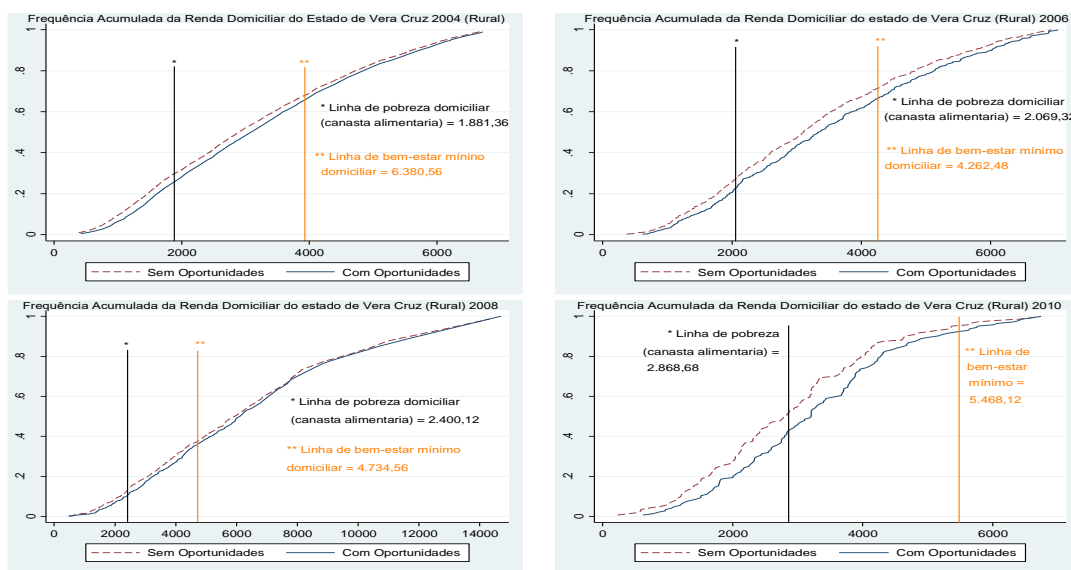 Frequência Acumulada da Renda Domiciliar do Estado de Vera Cruz 2004 (Rural)
1
.8
.6
.4
.2
0
*
**
* Linha de pobreza domiciliar
(canasta alimentaria) = 1.881,36
** Linha de bem-estar mínino
domiciliar = 6.380,56
0 2000 4000 6000
Sem Oportunidades Com Oportunidades
Frequência Acumulada da Renda Domiciliar do estado de Vera Cruz (Rural) 2006
1
.8
.6
.4
.2
0
*
**
* Linha de pobreza domiciliar
(canasta alimentaria) = 2.069,32
** Linha de bem-estar mínimo
domicíliar = 4.262,48
0 2000 4000 6000
Sem Oportunidades Com Oportunidades
Frequência Acumulada da Renda Domiciliar do estado de Vera Cruz (Rural) 2008
1
.8
.6
.4
.2
0
*
**
* Linha de pobreza domiciliar
(canasta alimentaria) = 2.400,12
** Linha de bem-estar mínimo
domiciliar = 4.734,56
0 2000 4000 6000 8000 10000 12000 14000
Sem Oportunidades Com Oportunidades
Frequência Acumulada da Renda Domiciliar do estado de Vera Cruz (Rural) 2010
1
.8
.6
.4
.2
0
* Linha de pobreza
(canasta alimentaria) =
2.868,68
** Linha de
bem-estar
mínimo =
5.468,12
0 2000 4000 6000
Sem Oportunidades Com Oportunidades